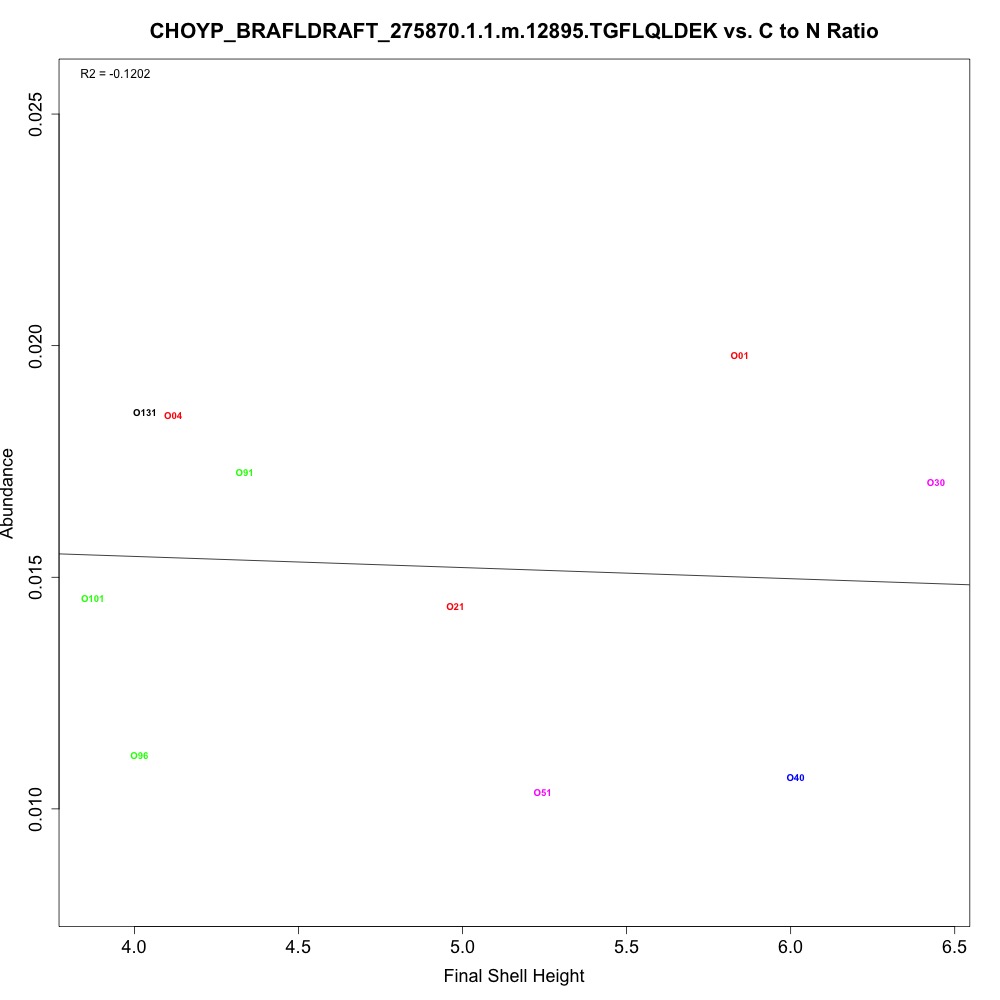 CHOYP_BRAFLDRAFT_275870.1.1.m.12895.TGFLQLDEK vs. C to N Ratio
R2 = -0.1202
0.025
0.020
0.015
0.010
Abundance
O01
O131
O04
O91
O30
O101
O21
O96
O40
O51
4.0 4.5 5.0 5.5 6.0 6.5
Final Shell Height